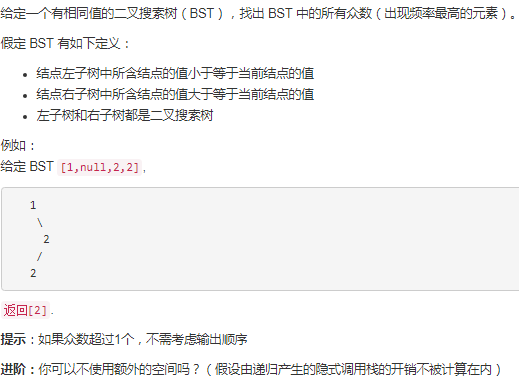 给定一个有相同值的二叉搜索树（BST），找出 BST 中的所有众数（出现频率最高的元素）。
假定 BST 有如下定义：
• 结点左子树中所含结点的值小于等于当前结点的值
• 结点右子树中所含结点的值大于等于当前结点的值
• 左子树和右子树都是二叉搜索树
例如：
给定 BST [1,null,2,2],
1
\
2
/
2
返回[2].
提示：如果众数超过1个，不需考虑输出顺序
进阶：你可以不使用额外的空间吗？（假设由递归产生的隐式调用栈的开销不被计算在内）